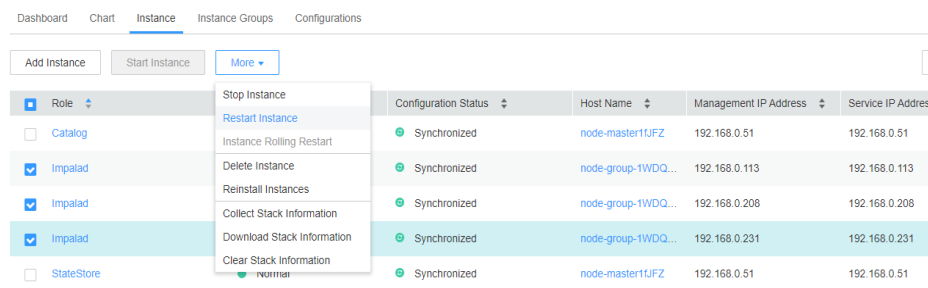 Dashboard Chart Instance Instance Groups Configurations
Add Instance Start Instance More
Stop Instance
Role Configuration Status Host Name Management IP Address Service IP Addres
Restart Instance
Catalog Synchronized node-master1fJFZ 192.168.0.51 192.168.0.51
Instance Rolling Restart
Delete Instance
Impalad Synchronized node-group-1WDQ... 192.168.0.113 192.168.0.113
Reinstall Instances
Impalad Synchronized node-group-1WDQ... 192.168.0.208 192.168.0.208
Collect Stack Information
Download Stack Information
Impalad Synchronized node-group-1WDQ... 192.168.0.231 192.168.0.231
Clear Stack Information
StateStore Normal Synchronized node-master1fJFZ 192.168.0.51 192.168.0.51